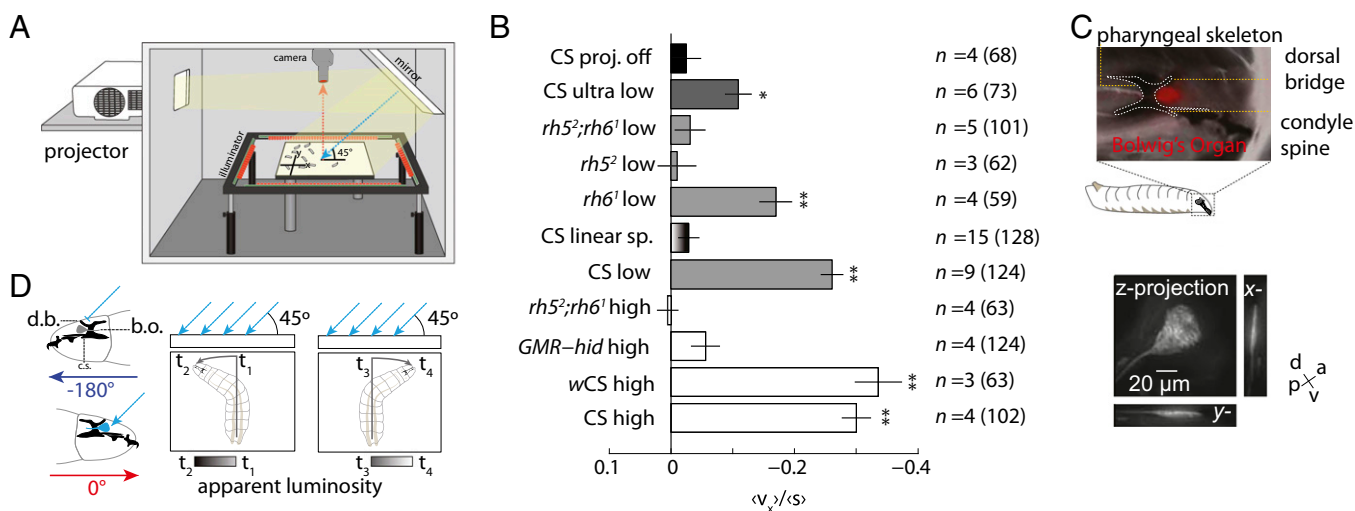 A
projector
camera
mirror
illuminator
y
x
45°
B
CS proj. off n=4 (68)
CS ultra low * n=6 (73)
rh5²;rh6¹ low n=5 (101)
rh5² low n=3 (62)
rh6¹ low ** n=4 (59)
CS linear sp. n=15 (128)
CS low ** n=9 (124)
rh5²;rh6¹ high n=4 (63)
GMR-hid high n=4 (124)
wCS high ** n=3 (63)
CS high ** n=4 (102)
0.1 0 −0.2 −0.4
‹vₓ›/‹s›
C
pharyngeal skeleton
dorsal
bridge
condyle
spine
Bolwig's Organ
z-projection
x-
20 µm
y-
d
p a
v
D
d.b.
b.o.
c.s.
-180°
0°
45° 45°
t₂ t₁ t₃ t₄
t₂ t₁ t₃ t₄
apparent luminosity